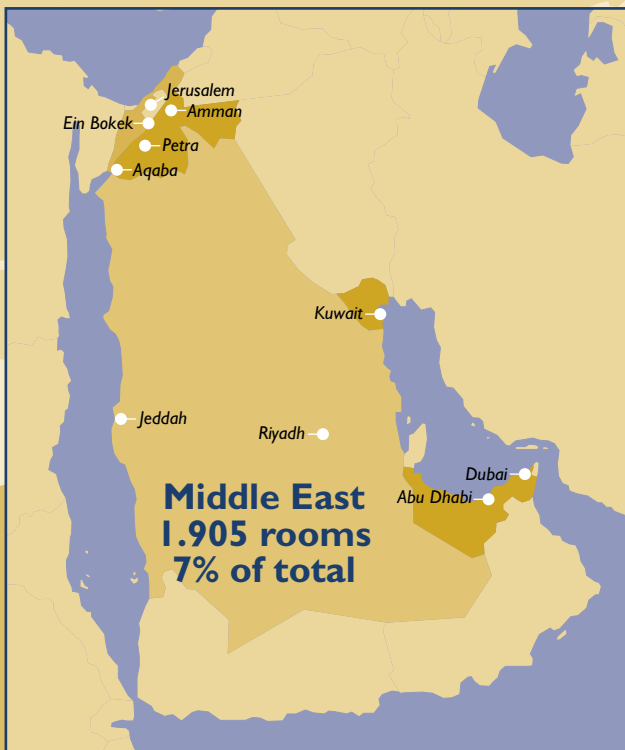 Jerusalem
Amman
Ein Bokek
Petra
Aqaba
Kuwait
Jeddah
Riyadh
Dubai
Abu Dhabi
Middle East
1.905 rooms
7% of total